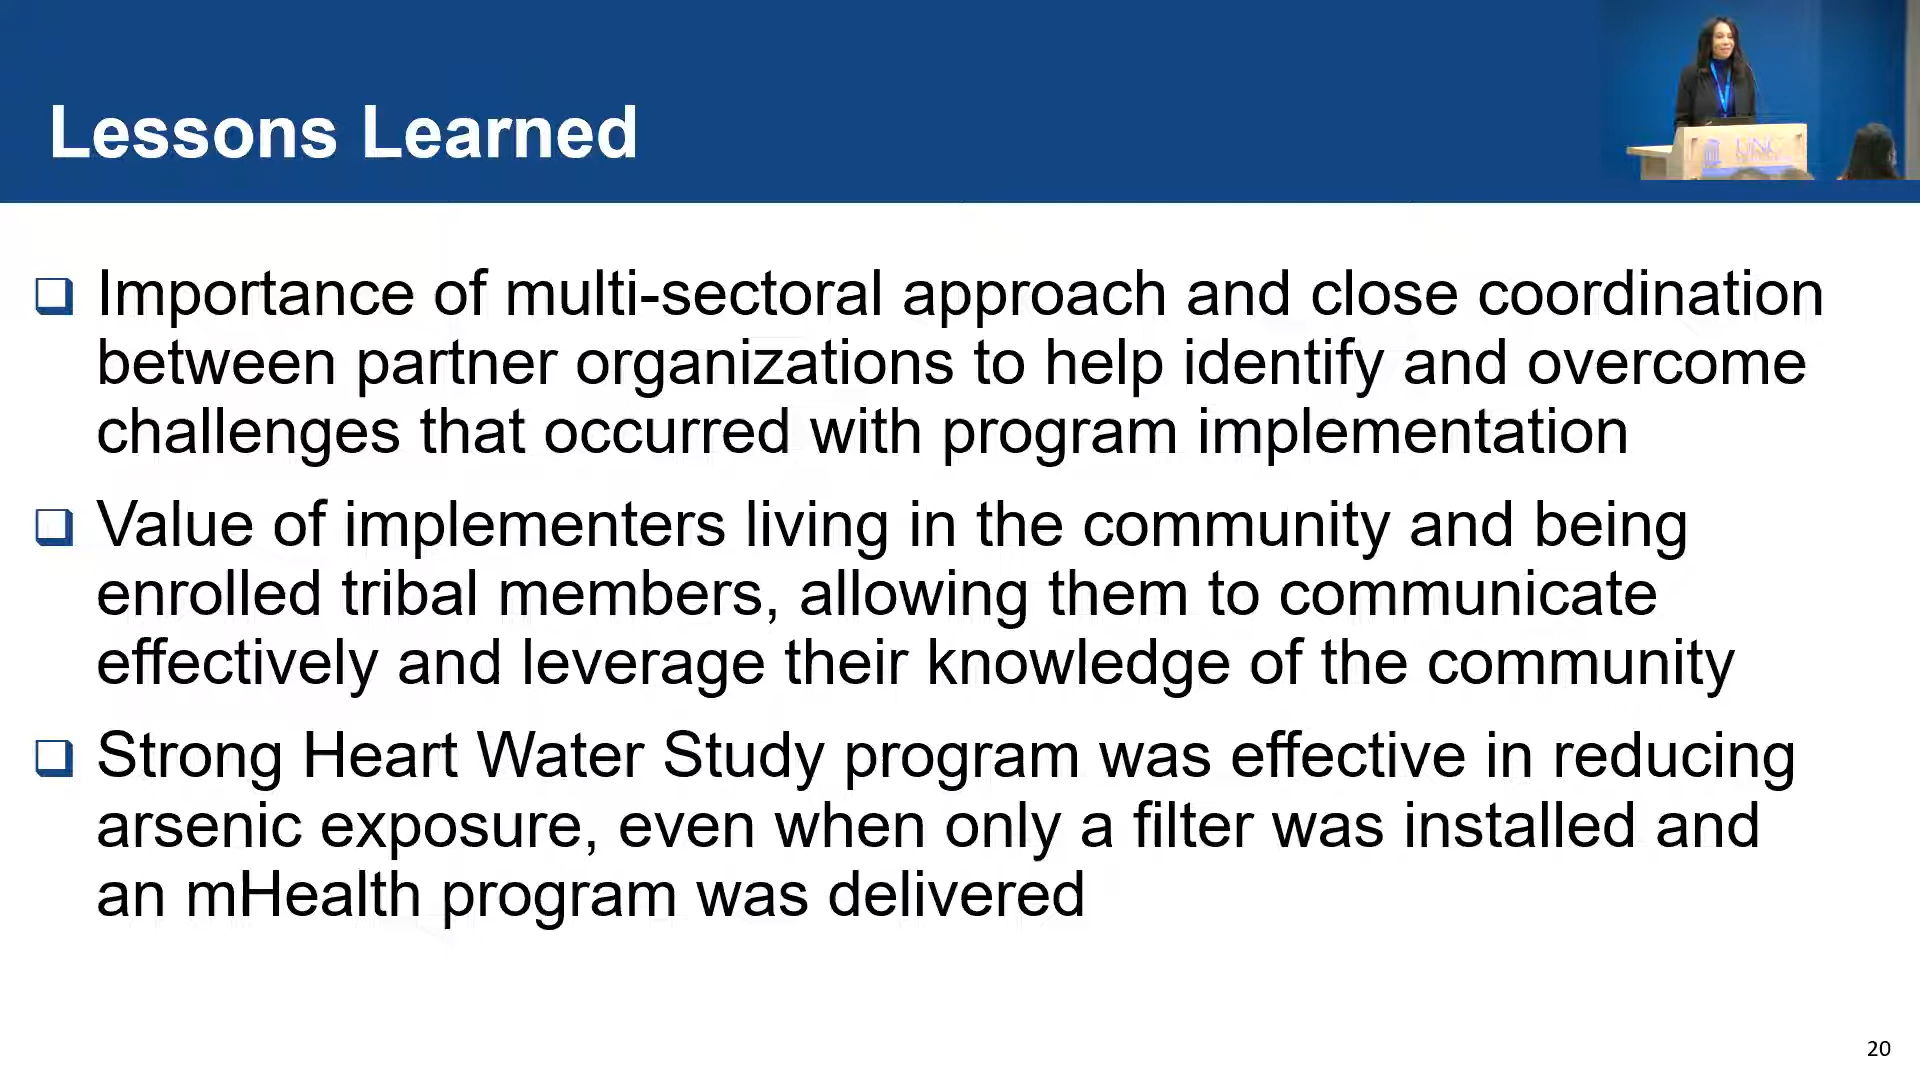 Lessons Learned
UNC
Importance of multi-sectoral approach and close coordination
between partner organizations to help identify and overcome
challenges that occurred with program implementation
Value of implementers living in the community and being
enrolled tribal members, allowing them to communicate
effectively and leverage their knowledge of the community
Strong Heart Water Study program was effective in reducing
arsenic exposure, even when only a filter was installed and
an mHealth program was delivered
20